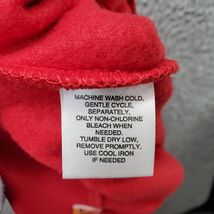 MACHINE WASH COLD,
GENTLE CYCLE,
SEPARATELY,
ONLY NON-CHLORINE
BLEACH WHEN
NEEDED.
TUMBLE DRY LOW,
REMOVE PROMPTLY,
USE COOL IRON
IF NEEDED